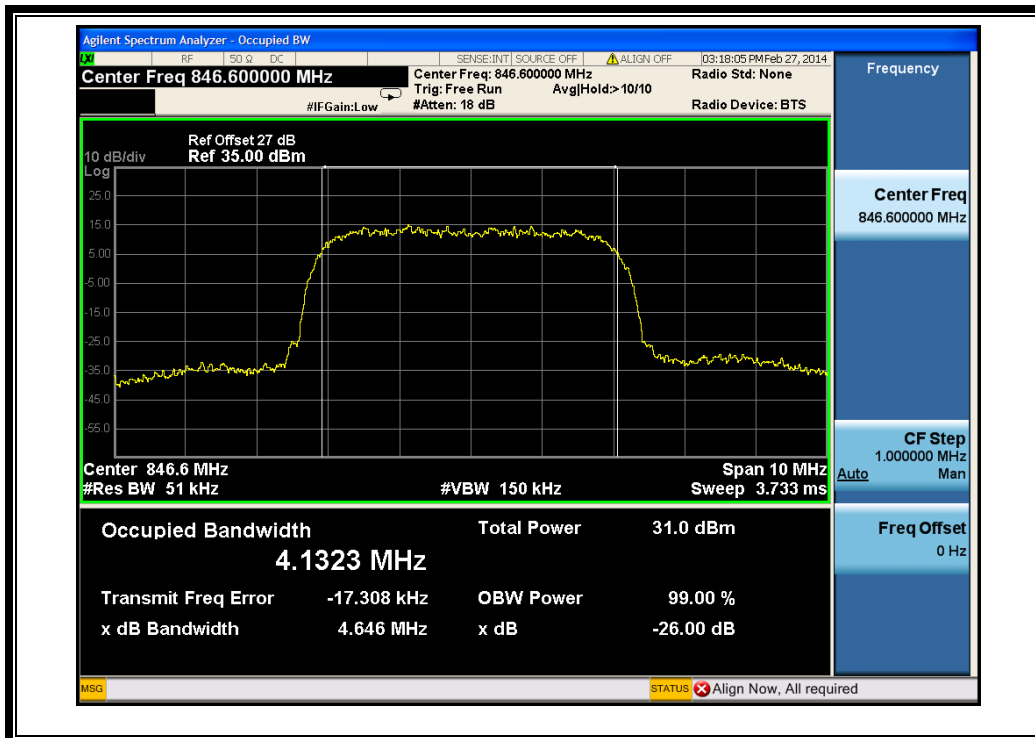 Agilent Spectrum Analyzer - Occupied BW
LXI RF 50 Ω DC SENSE:INT SOURCE OFF ALIGN OFF 03:18:05 PM Feb 27, 2014
Center Freq 846.600000 MHz
Center Freq: 846.600000 MHz
Radio Std: None
Trig: Free Run Avg|Hold:>10/10
#IFGain:Low
#Atten: 18 dB
Radio Device: BTS
Frequency
Ref Offset 27 dB
10 dB/div Ref 35.00 dBm
Log
25.0
15.0
5.00
-5.00
-15.0
-25.0
-35.0
-45.0
-55.0
Center 846.6 MHz Span 10 MHz
#Res BW 51 kHz #VBW 150 kHz Sweep 3.733 ms
Occupied Bandwidth Total Power 31.0 dBm
4.1323 MHz
Transmit Freq Error -17.308 kHz OBW Power 99.00 %
x dB Bandwidth 4.646 MHz x dB -26.00 dB
Center Freq
846.600000 MHz
CF Step
1.000000 MHz
Auto Man
Freq Offset
0 Hz
MSG STATUS Align Now, All required